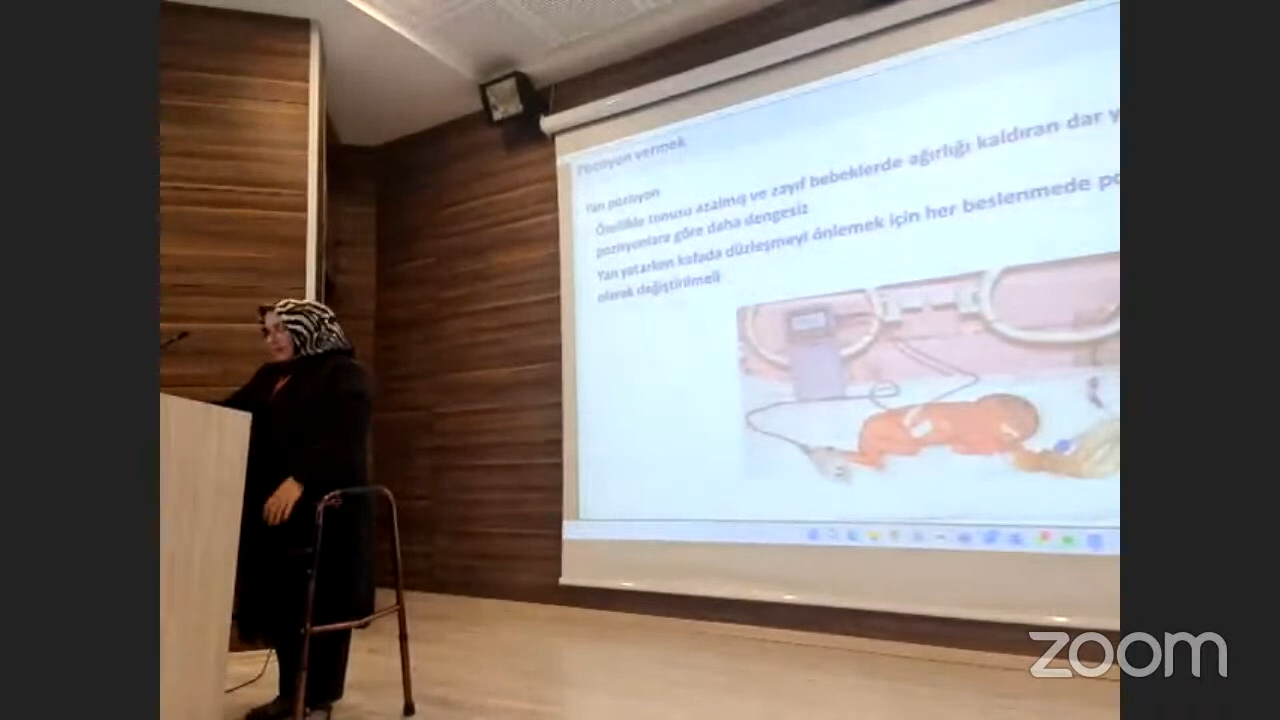 Pozisyon vermek
Yan pozisyon
Özellikle tonusu azalmış ve zayıf bebeklerde ağırlığı kaldıran dar y
pozisyonlara göre daha dengesiz
Yan yatarken kafada düzleşmeyi önlemek için her beslenmede po
olarak değiştirilmeli
zoom